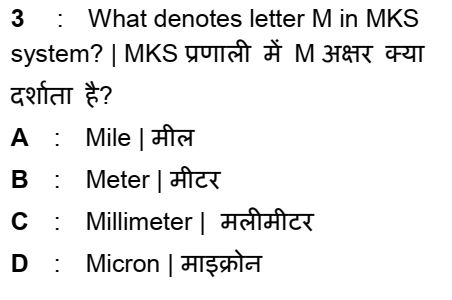 3 : What denotes letter M in MKS
system? | MKS प्रणाली में M अक्षर क्या
दर्शाता है?
A : Mile | मील
B : Meter | मीटर
C : Millimeter | मलीमीटर
D : Micron | माइक्रोन